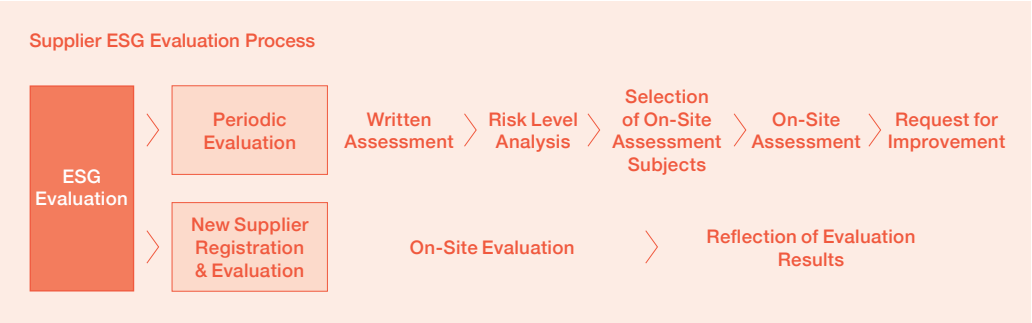 Supplier ESG Evaluation Process
ESG
Evaluation
Periodic
Evaluation
Written
Assessment
Risk Level
Analysis
Selection
of On-Site
Assessment
Subjects
On-Site
Assessment
Request for
Improvement
New Supplier
Registration
& Evaluation
On-Site Evaluation
Reflection of Evaluation
Results